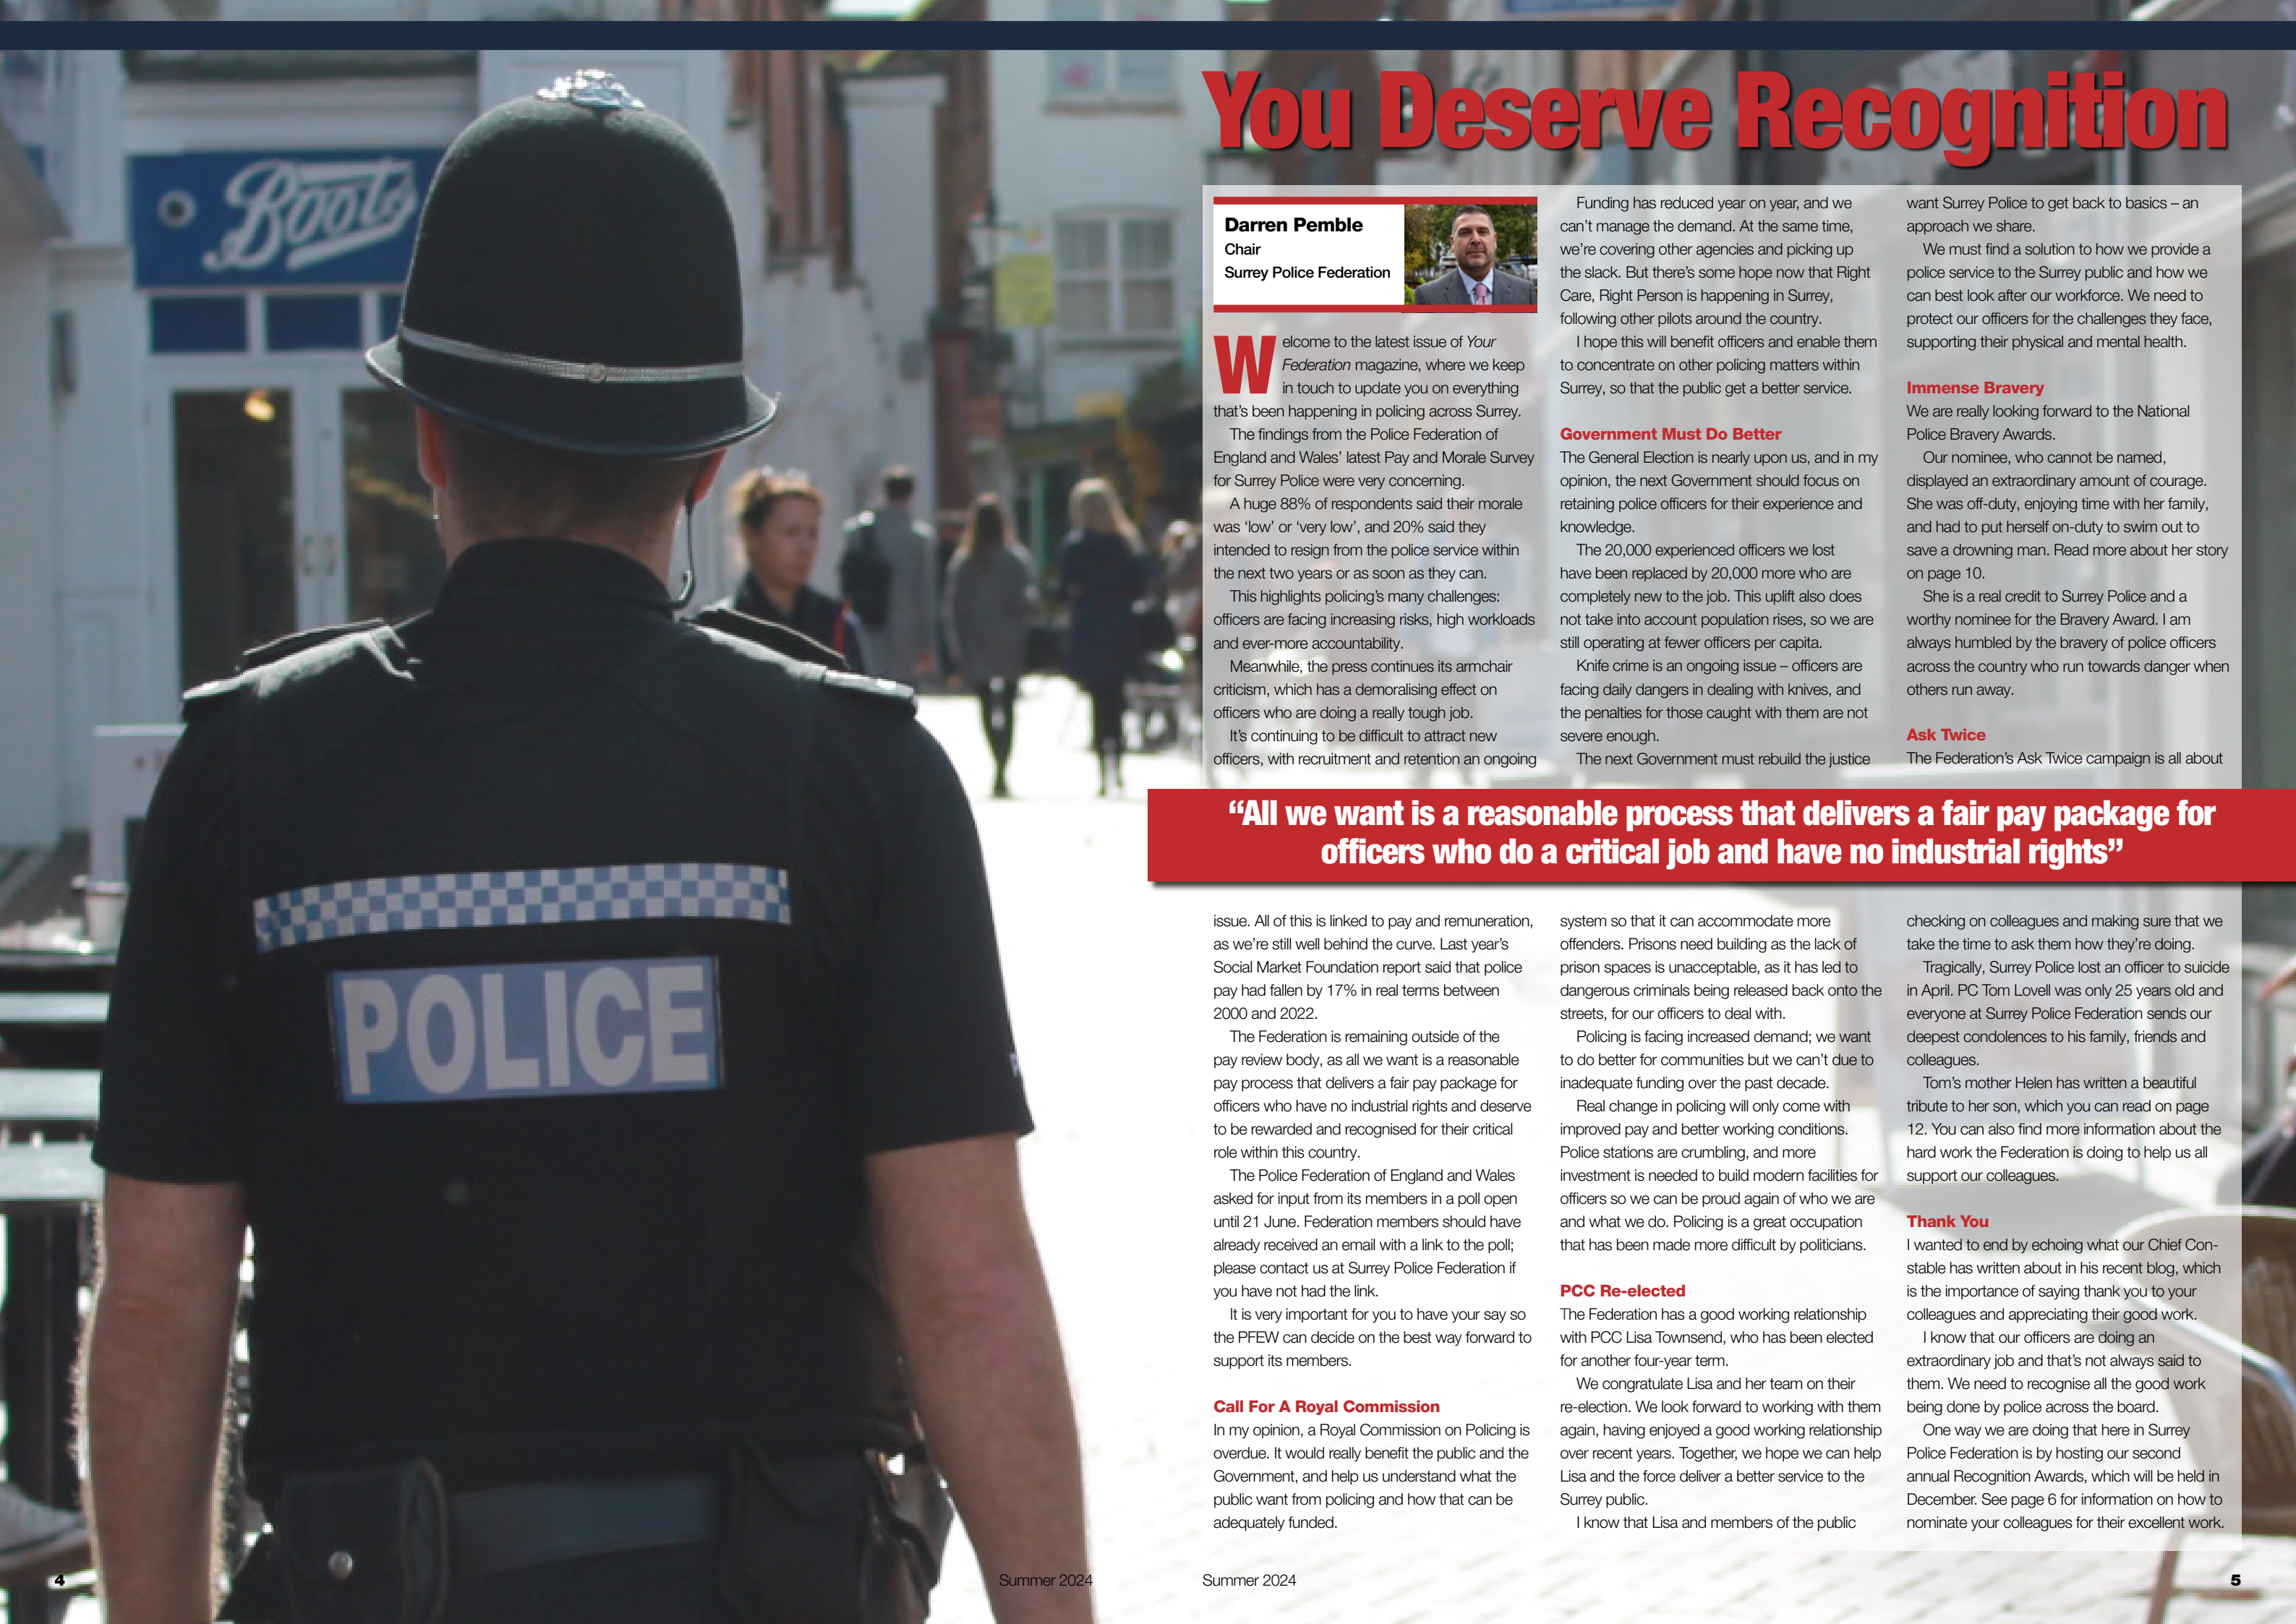 Boots
POLICE
You Deserve Recognition
Darren Pemble
Chair
Surrey Police Federation
Welcome to the latest issue of Your
Federation magazine, where we keep
in touch to update you on everything
that's been happening in policing across Surrey.
The findings from the Police Federation of
England and Wales' latest Pay and Morale Survey
for Surrey Police were very concerning.
A huge 88% of respondents said their morale
was 'low' or 'very low', and 20% said they
intended to resign from the police service within
the next two years or as soon as they can.
This highlights policing's many challenges:
officers are facing increasing risks, high workloads
and ever-more accountability.
Meanwhile, the press continues its armchair
criticism, which has a demoralising effect on
officers who are doing a really tough job.
It's continuing to be difficult to attract new
officers, with recruitment and retention an ongoing
issue. All of this is linked to pay and remuneration,
as we're still well behind the curve. Last year's
Social Market Foundation report said that police
pay had fallen by 17% in real terms between
2000 and 2022.
The Federation is remaining outside of the
pay review body, as all we want is a reasonable
pay process that delivers a fair pay package for
officers who have no industrial rights and deserve
to be rewarded and recognised for their critical
role within this country.
The Police Federation of England and Wales
asked for input from its members in a poll open
until 21 June. Federation members should have
already received an email with a link to the poll;
please contact us at Surrey Police Federation if
you have not had the link.
It is very important for you to have your say so
the PFEW can decide on the best way forward to
support its members.
Call For A Royal Commission
In my opinion, a Royal Commission on Policing is
overdue. It would really benefit the public and the
Government, and help us understand what the
public want from policing and how that can be
adequately funded.
Funding has reduced year on year, and we
can't manage the demand. At the same time,
we're covering other agencies and picking up
the slack. But there's some hope now that Right
Care, Right Person is happening in Surrey,
following other pilots around the country.
I hope this will benefit officers and enable them
to concentrate on other policing matters within
Surrey, so that the public get a better service.
Government Must Do Better
The General Election is nearly upon us, and in my
opinion, the next Government should focus on
retaining police officers for their experience and
knowledge.
The 20,000 experienced officers we lost
have been replaced by 20,000 more who are
completely new to the job. This uplift also does
not take into account population rises, so we are
still operating at fewer officers per capita.
Knife crime is an ongoing issue – officers are
facing daily dangers in dealing with knives, and
the penalties for those caught with them are not
severe enough.
The next Government must rebuild the justice
system so that it can accommodate more
offenders. Prisons need building as the lack of
prison spaces is unacceptable, as it has led to
dangerous criminals being released back onto the
streets, for our officers to deal with.
Policing is facing increased demand; we want
to do better for communities but we can't due to
inadequate funding over the past decade.
Real change in policing will only come with
improved pay and better working conditions.
Police stations are crumbling, and more
investment is needed to build modern facilities for
officers so we can be proud again of who we are
and what we do. Policing is a great occupation
that has been made more difficult by politicians.
PCC Re-elected
The Federation has a good working relationship
with PCC Lisa Townsend, who has been elected
for another four-year term.
We congratulate Lisa and her team on their
re-election. We look forward to working with them
again, having enjoyed a good working relationship
over recent years. Together, we hope we can help
Lisa and the force deliver a better service to the
Surrey public.
I know that Lisa and members of the public
want Surrey Police to get back to basics – an
approach we share.
We must find a solution to how we provide a
police service to the Surrey public and how we
can best look after our workforce. We need to
protect our officers for the challenges they face,
supporting their physical and mental health.
Immense Bravery
We are really looking forward to the National
Police Bravery Awards.
Our nominee, who cannot be named,
displayed an extraordinary amount of courage.
She was off-duty, enjoying time with her family,
and had to put herself on-duty to swim out to
save a drowning man. Read more about her story
on page 10.
She is a real credit to Surrey Police and a
worthy nominee for the Bravery Award. I am
always humbled by the bravery of police officers
across the country who run towards danger when
others run away.
Ask Twice
The Federation's Ask Twice campaign is all about
checking on colleagues and making sure that we
take the time to ask them how they're doing.
Tragically, Surrey Police lost an officer to suicide
in April. PC Tom Lovell was only 25 years old and
everyone at Surrey Police Federation sends our
deepest condolences to his family, friends and
colleagues.
Tom's mother Helen has written a beautiful
tribute to her son, which you can read on page
12. You can also find more information about the
hard work the Federation is doing to help us all
support our colleagues.
Thank You
I wanted to end by echoing what our Chief Con-
stable has written about in his recent blog, which
is the importance of saying thank you to your
colleagues and appreciating their good work.
I know that our officers are doing an
extraordinary job and that's not always said to
them. We need to recognise all the good work
being done by police across the board.
One way we are doing that here in Surrey
Police Federation is by hosting our second
annual Recognition Awards, which will be held in
December. See page 6 for information on how to
nominate your colleagues for their excellent work.
"All we want is a reasonable process that delivers a fair pay package for
officers who do a critical job and have no industrial rights"
4
Summer 2024
Summer 2024
5